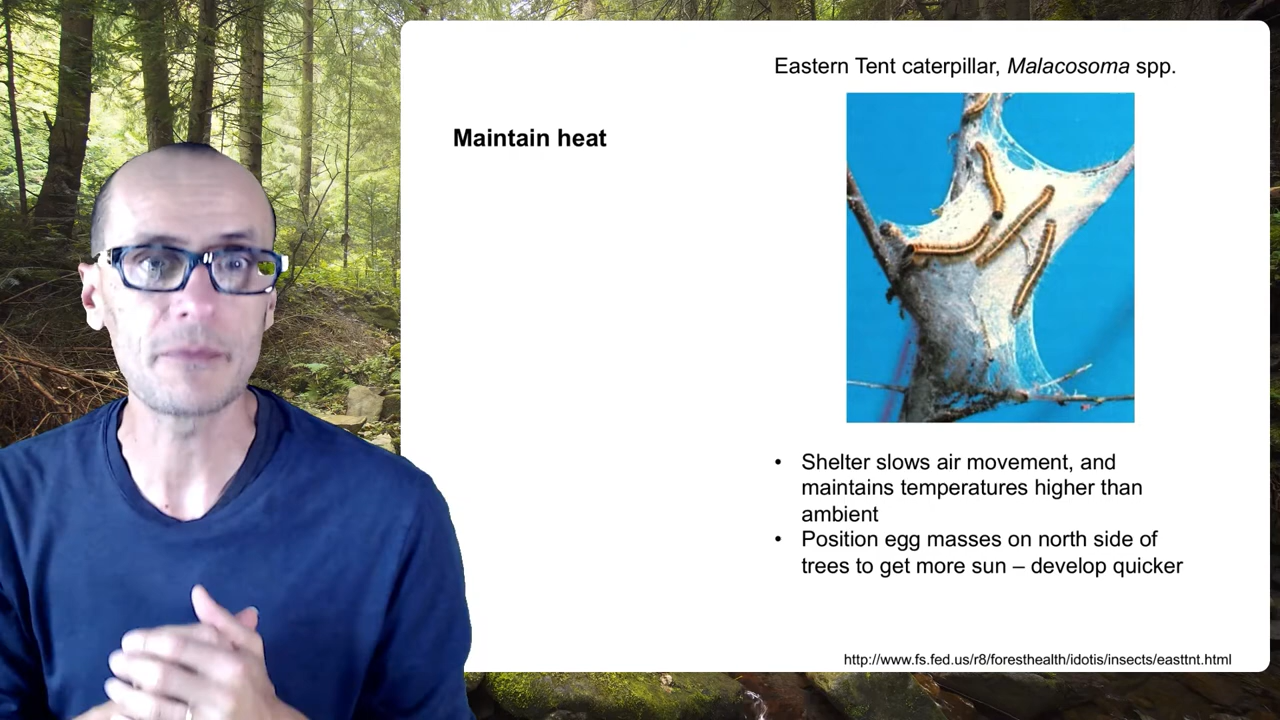 Eastern Tent caterpillar, Malacosoma spp.
Maintain heat
• Shelter slows air movement, and
maintains temperatures higher than
ambient
• Position egg masses on north side of
trees to get more sun – develop quicker
http://www.fs.fed.us/r8/foresthealth/idotis/insects/easttnt.html